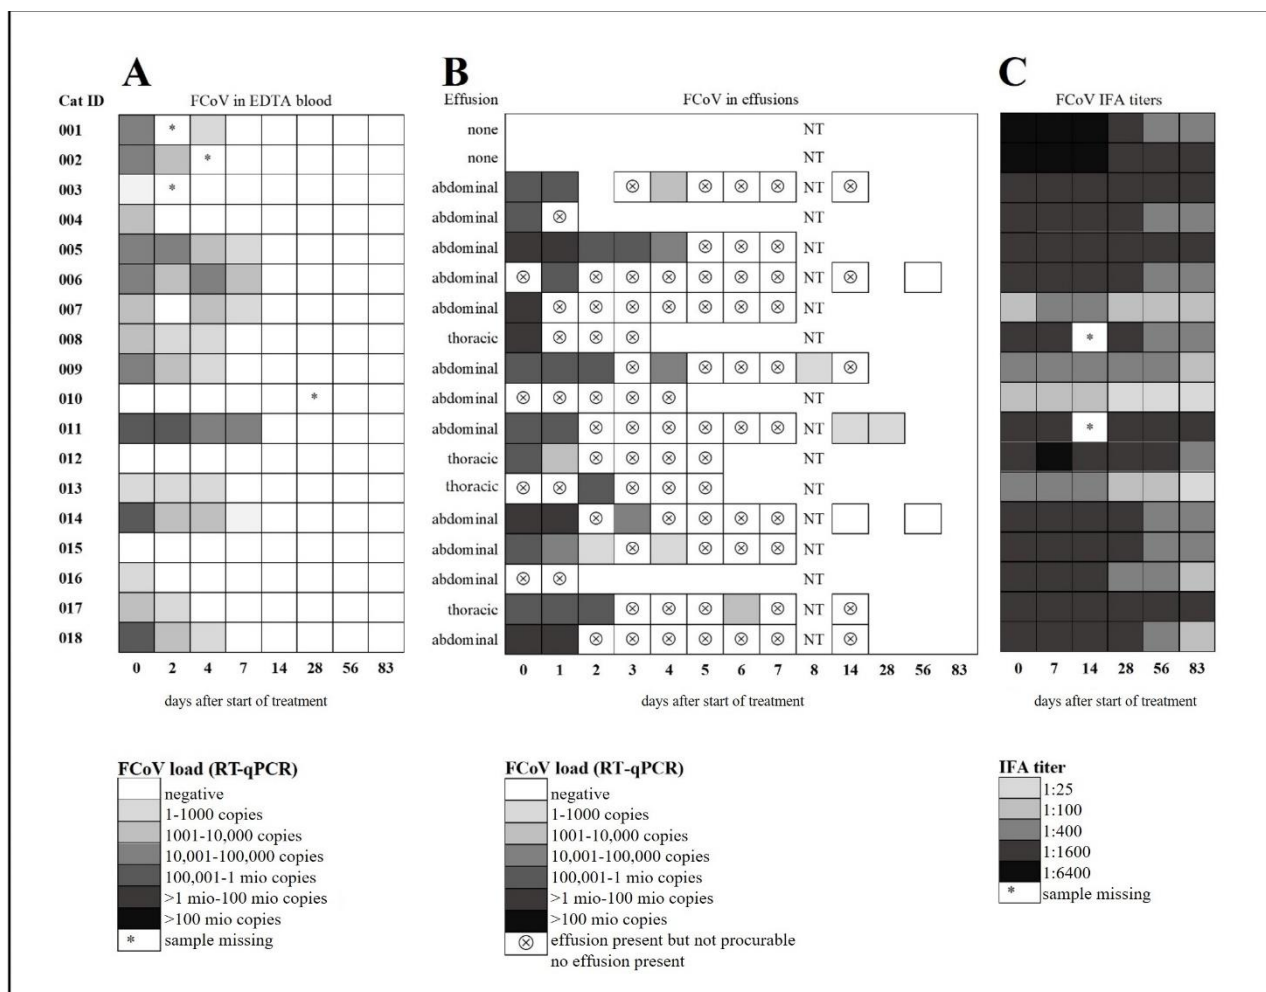 A B C
Cat ID FCoV in EDTA blood Effusion FCoV in effusions FCoV IFA titers
001 * none NT
002 * none NT
003 * abdominal ⊗ ⊗ ⊗ ⊗ NT ⊗
004 abdominal ⊗ NT
005 abdominal ⊗ ⊗ ⊗ NT
006 abdominal ⊗ ⊗ ⊗ ⊗ ⊗ ⊗ ⊗ NT ⊗
007 abdominal ⊗ ⊗ ⊗ ⊗ ⊗ ⊗ ⊗ NT
008 thoracic ⊗ ⊗ ⊗ NT *
009 abdominal ⊗ ⊗ ⊗ ⊗ ⊗
010 * abdominal ⊗ ⊗ ⊗ ⊗ ⊗ NT
011 abdominal ⊗ ⊗ ⊗ ⊗ ⊗ ⊗ NT *
012 thoracic ⊗ ⊗ ⊗ ⊗ NT
013 thoracic ⊗ ⊗ ⊗ ⊗ ⊗ NT
014 abdominal ⊗ ⊗ ⊗ ⊗ ⊗ NT
015 abdominal ⊗ ⊗ ⊗ ⊗ NT
016 abdominal ⊗ ⊗ NT
017 thoracic ⊗ ⊗ ⊗ ⊗ NT ⊗
018 abdominal ⊗ ⊗ ⊗ ⊗ ⊗ ⊗ NT ⊗
0 2 4 7 14 28 56 83 0 1 2 3 4 5 6 7 8 14 28 56 83 0 7 14 28 56 83
days after start of treatment days after start of treatment days after start of treatment
FCoV load (RT-qPCR)
negative
1-1000 copies
1001-10,000 copies
10,001-100,000 copies
100,001-1 mio copies
>1 mio-100 mio copies
>100 mio copies
* sample missing
FCoV load (RT-qPCR)
negative
1-1000 copies
1001-10,000 copies
10,001-100,000 copies
100,001-1 mio copies
>1 mio-100 mio copies
>100 mio copies
⊗ effusion present but not procurable
no effusion present
IFA titer
1:25
1:100
1:400
1:1600
1:6400
* sample missing